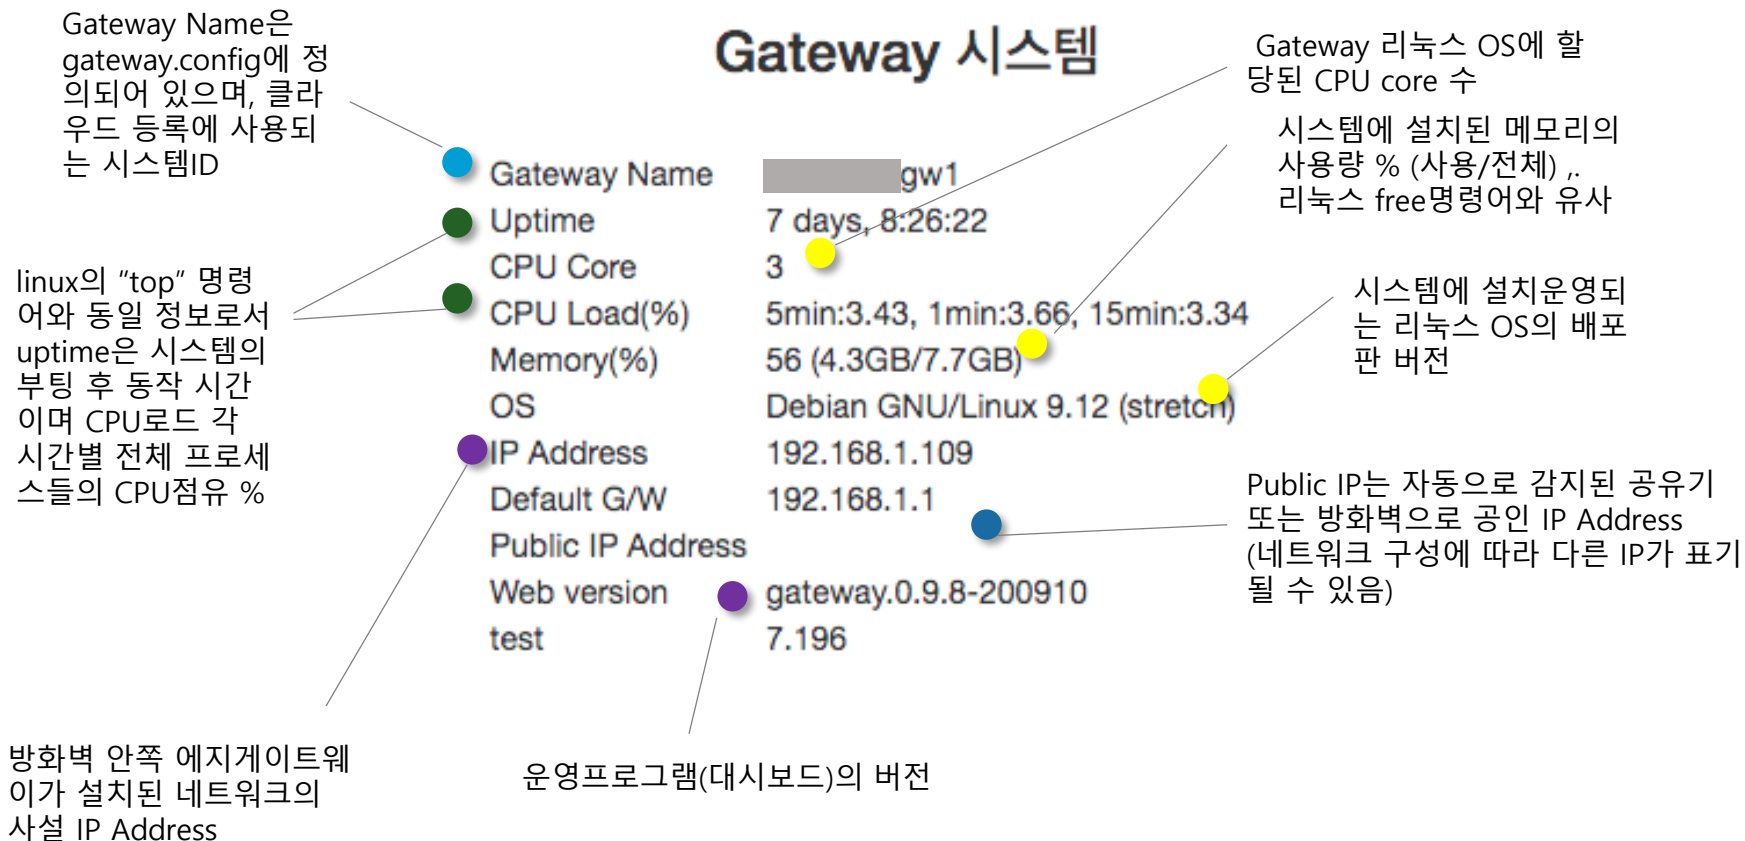 Gateway Name은
gateway.config에 정
의되어 있으며, 클라
우드 등록에 사용되
는 시스템ID
Gateway 시스템
Gateway 리눅스 OS에 할
당된 CPU core 수
시스템에 설치된 메모리의
사용량 % (사용/전체) ,.
리눅스 free명령어와 유사
linux의 “top” 명령
어와 동일 정보로서
uptime은 시스템의
부팅 후 동작 시간
이며 CPU로드 각
시간별 전체 프로세
스들의 CPU점유 %
Gateway Name gw1
Uptime 7 days, 8:26:22
CPU Core 3
CPU Load(%) 5min:3.43, 1min:3.66, 15min:3.34
Memory(%) 56 (4.3GB/7.7GB)
OS Debian GNU/Linux 9.12 (stretch)
IP Address 192.168.1.109
Default G/W 192.168.1.1
Public IP Address
Web version gateway.0.9.8-200910
test 7.196
시스템에 설치운영되
는 리눅스 OS의 배포
판 버전
Public IP는 자동으로 감지된 공유기
또는 방화벽으로 공인 IP Address
(네트워크 구성에 따라 다른 IP가 표기
될 수 있음)
방화벽 안쪽 에지게이트웨
이가 설치된 네트워크의
사설 IP Address
운영프로그램(대시보드)의 버전